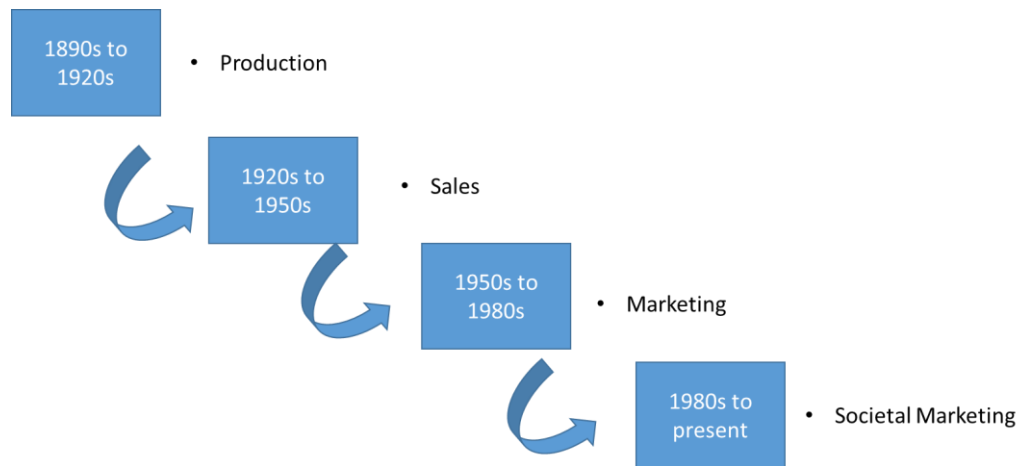 1890s to
1920s
• Production
1920s to
1950s
• Sales
1950s to
1980s
• Marketing
1980s to
present
• Societal Marketing